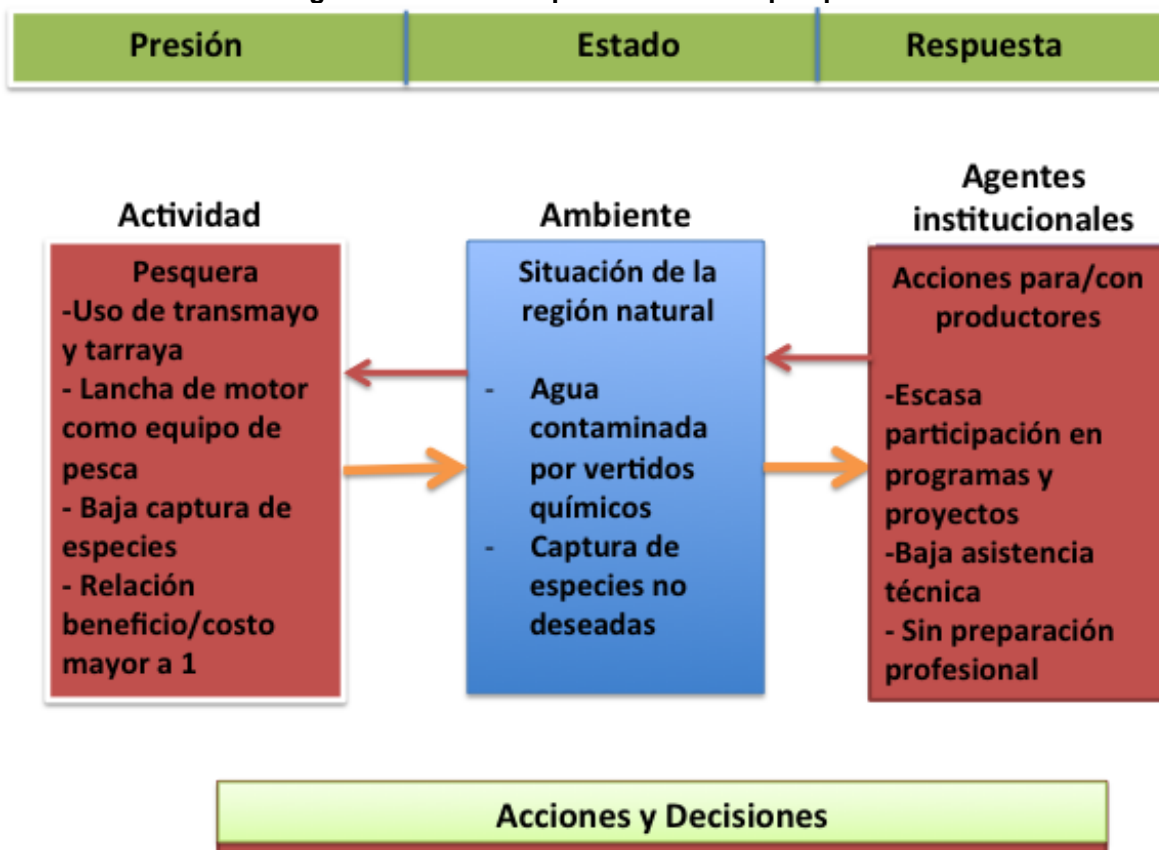 Presión
Estado
Respuesta
Actividad
Pesquera
-Uso de transmayo
y tarraya
- Lancha de motor
como equipo de
pesca
- Baja captura de
especies
- Relación
beneficio/costo
mayor a 1
Ambiente
Situación de la
región natural
- Agua
contaminada
por vertidos
químicos
- Captura de
especies no
deseadas
Agentes
institucionales
Acciones para/con
productores
-Escasa
participación en
programas y
proyectos
-Baja asistencia
técnica
- Sin preparación
profesional
Acciones y Decisiones